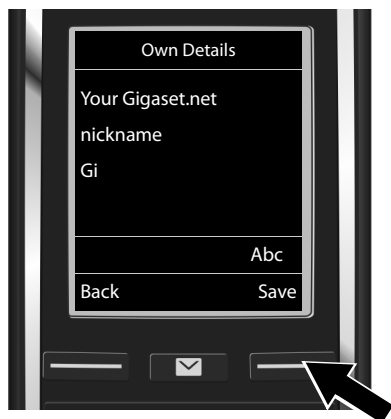 Own Details
Your Gigaset.net
nickname
Gi
Abc
Back Save